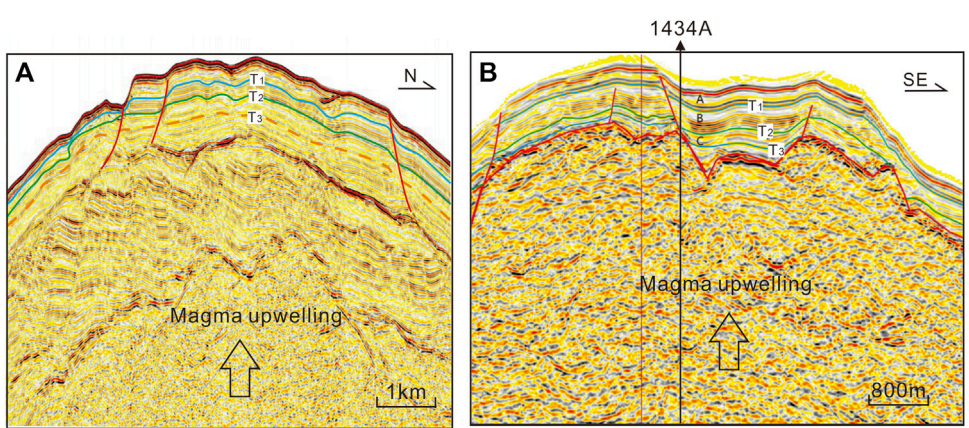 1434A
A
N
T1
T2
T3
Magma upwelling
1km
B
SE
A
T1
B
T2
C
T3
Magma upwelling
800m